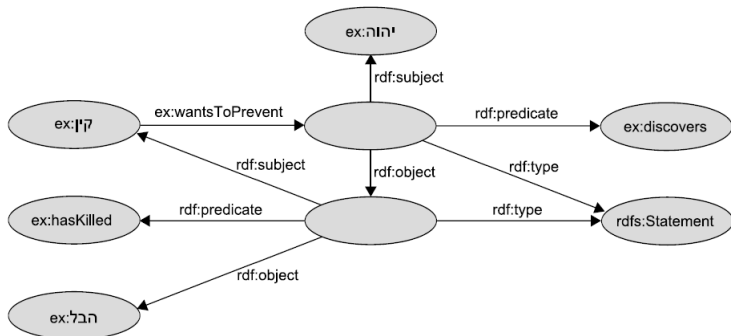 ex:יהוה
rdf:subject
ex:wantsToPrevent
rdf:predicate
ex:קין
ex:discovers
rdf:subject
rdf:object
rdf:type
ex:hasKilled
rdf:predicate
rdf:type
rdfs:Statement
rdf:object
ex:הבל